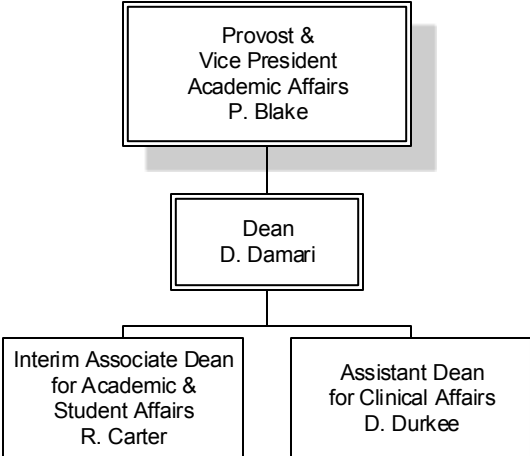 Provost &
Vice President
Academic Affairs
P. Blake
Dean
D. Damari
Interim Associate Dean
for Academic &
Student Affairs
R. Carter
Assistant Dean
for Clinical Affairs
D. Durkee